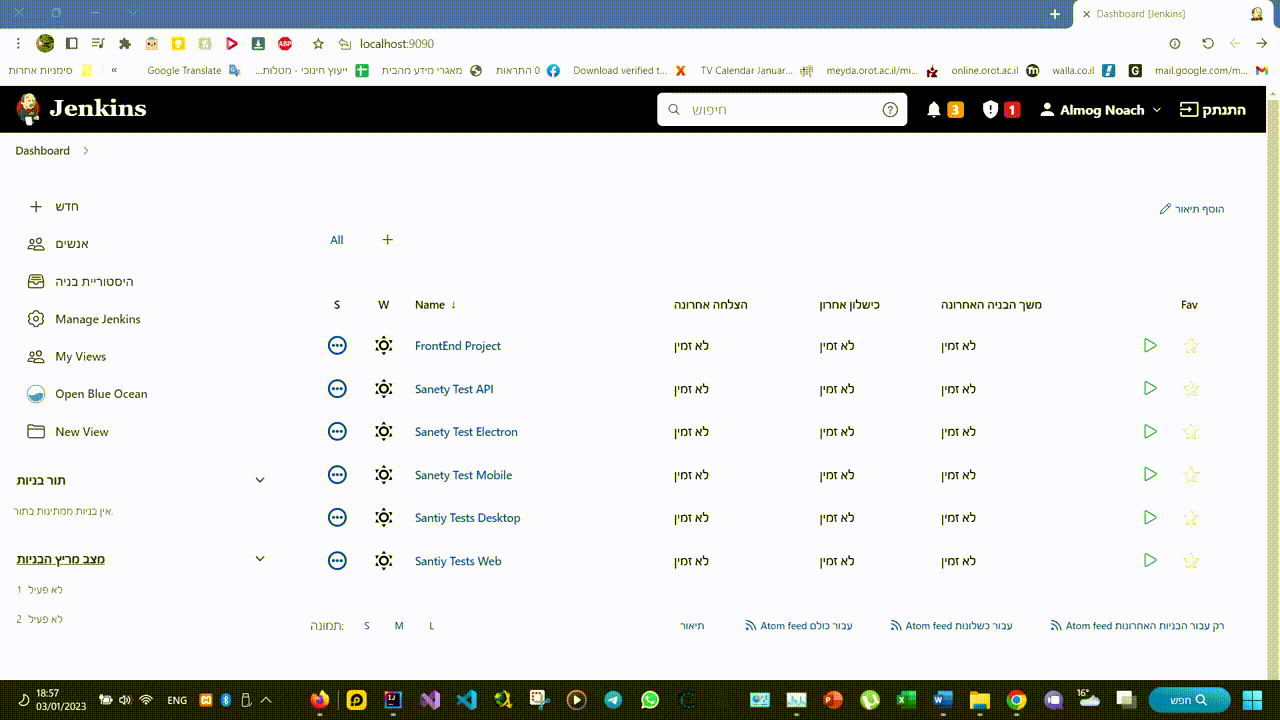 Dashboard [Jenkins]
localhost:9090
סימניות אחרות
«
Google Translate
ייעוץ חינוכי - מטלות...
מאגרי מידע מהבית
0 התראות
Download verified t...
TV Calendar Januar...
meyda.orot.ac.il/mi...
online.orot.ac.il
walla.co.il
mail.google.com/m...
Jenkins
חיפוש
3
1
Almog Noach
התנתק
Dashboard
חדש
הוסף תיאור
אנשים
All
היסטוריית בניה
S W Name ↓ הצלחה אחרונה כישלון אחרון משך הבניה האחרונה Fav
Manage Jenkins
FrontEnd Project לא זמין לא זמין לא זמין
My Views
Sanety Test API לא זמין לא זמין לא זמין
Open Blue Ocean
Sanety Test Electron לא זמין לא זמין לא זמין
New View
Sanety Test Mobile לא זמין לא זמין לא זמין
תור בניות
אין בניות ממתינות בתור.
Santiy Tests Desktop לא זמין לא זמין לא זמין
מצב מריץ הבניות
Santiy Tests Web לא זמין לא זמין לא זמין
1 לא פעיל
2 לא פעיל
תמונה: S M L
תיאור
Atom feed עבור כולם
Atom feed עבור כשלונות
Atom feed רק עבור הבניות האחרונות
18:57
03/01/2023
ENG
16°
חפש